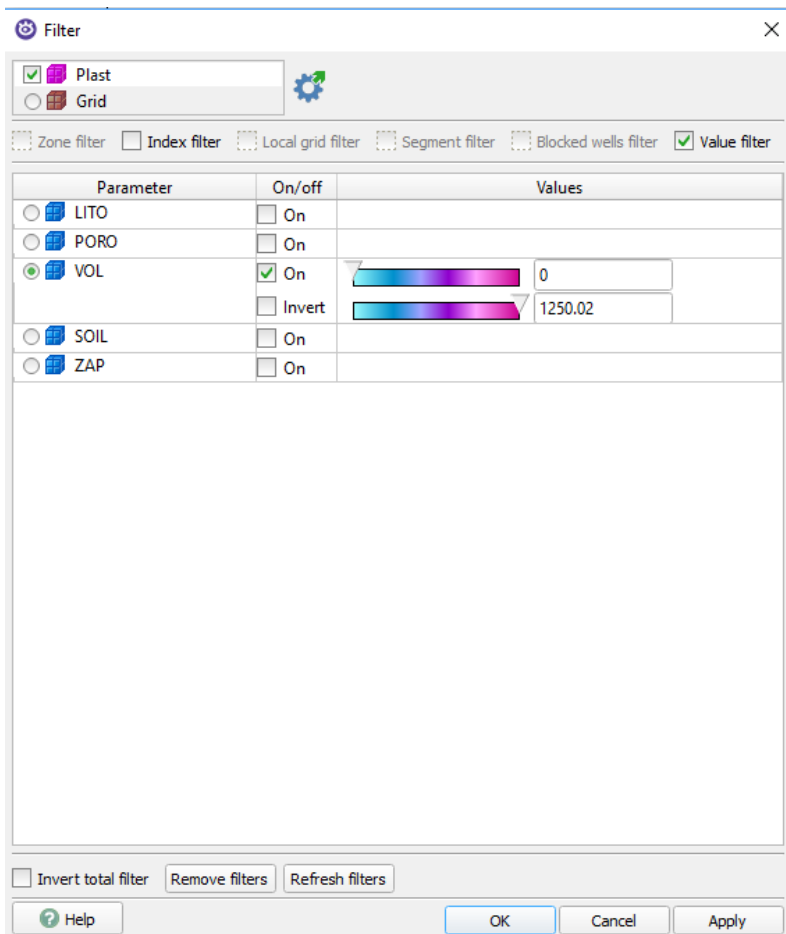 Filter
Plast
Grid
Zone filter Index filter Local grid filter Segment filter Blocked wells filter Value filter
Parameter On/off Values
LITO On
PORO On
VOL On 0
Invert 1250.02
SOIL On
ZAP On
Invert total filter Remove filters Refresh filters
Help OK Cancel Apply